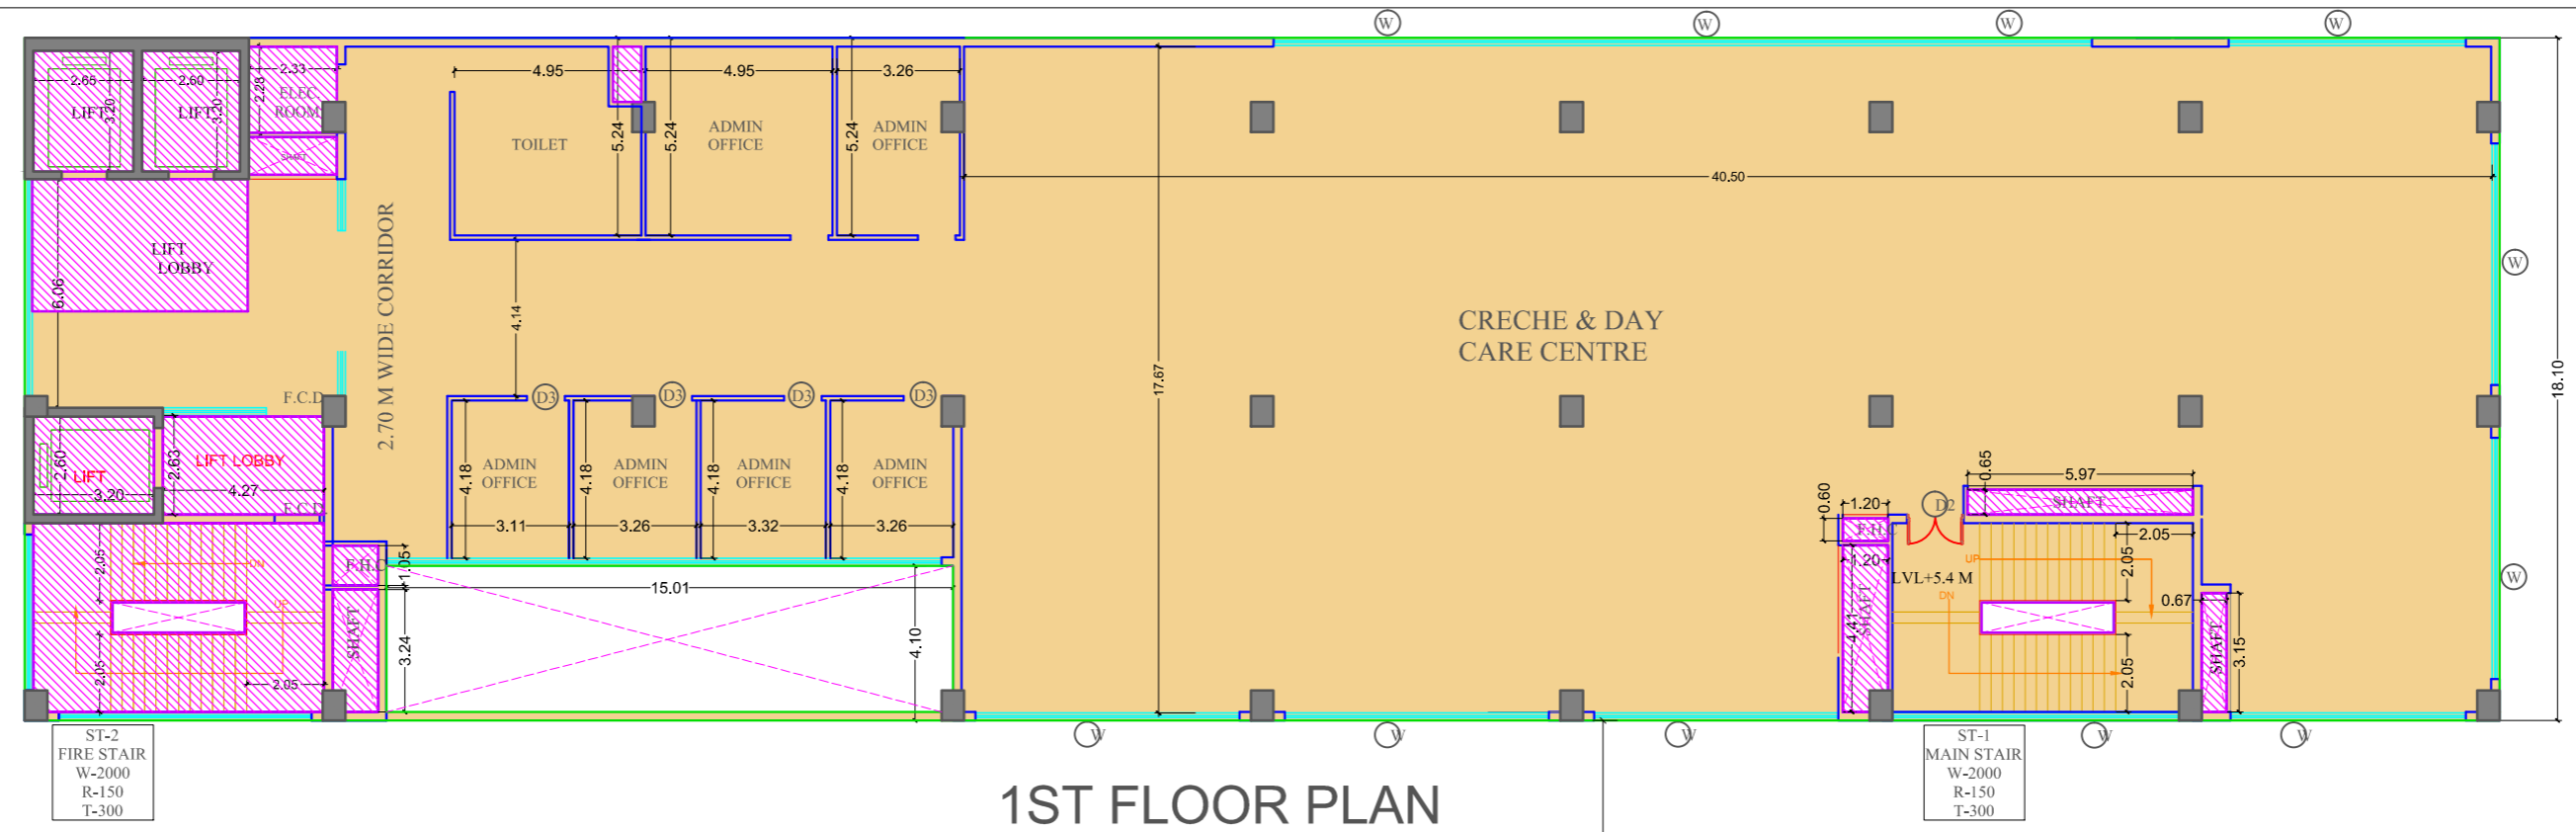 W
W
W
W
2.65
2.60
2.33
2.28
3.20
3.20
LIFT
LIFT
ELEC.
ROOM
SHAFT
4.95
4.95
3.26
5.24
5.24
5.24
TOILET
ADMIN
OFFICE
ADMIN
OFFICE
40.50
LIFT
LOBBY
6.06
2.70 M WIDE CORRIDOR
4.14
17.67
18.10
CRECHE & DAY
CARE CENTRE
W
F.C.D.
D3
D3
D3
D3
LIFT
2.60
3.20
LIFT LOBBY
2.63
4.27
F.C.D.
4.18
4.18
4.18
4.18
ADMIN
OFFICE
ADMIN
OFFICE
ADMIN
OFFICE
ADMIN
OFFICE
3.11
3.26
3.32
3.26
0.65
5.97
SHAFT
0.60
1.20
D2
F.H.C
1.20
2.05
2.05
UP
LVL+5.4 M
DN
4.41
SHAFT
0.67
SHAFT
3.15
2.05
W
2.05
DN
UP
2.05
2.05
F.H.C
1.05
SHAFT
3.24
15.01
4.10
W
W
W
W
W
ST-2
FIRE STAIR
W-2000
R-150
T-300
1ST FLOOR PLAN
ST-1
MAIN STAIR
W-2000
R-150
T-300